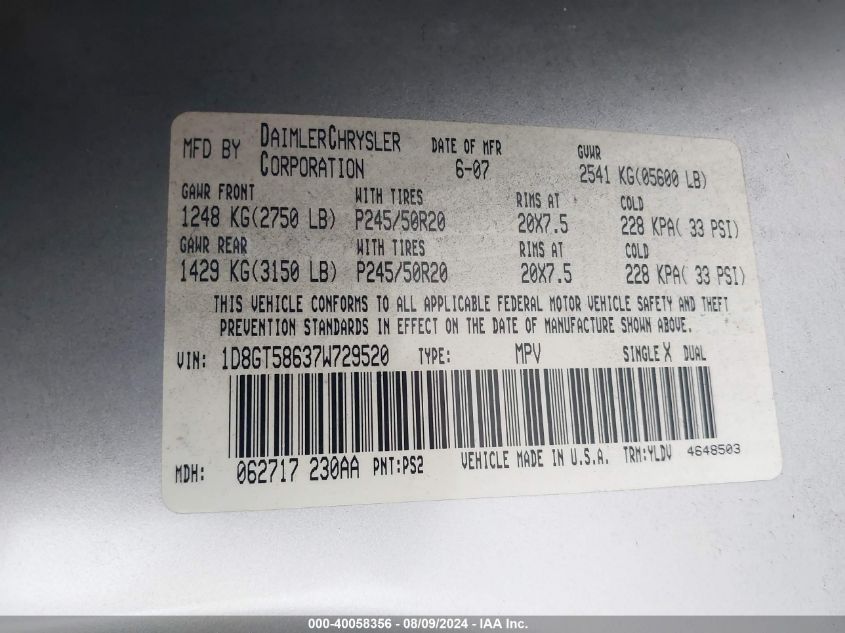 MFD BY DAIMLERCHRYSLER CORPORATION DATE OF MFR 6-07 GVWR 2541 KG(05600 LB)
GAWR FRONT WITH TIRES RIMS AT COLD
1248 KG(2750 LB) P245/50R20 20X7.5 228 KPA( 33 PSI)
GAWR REAR WITH TIRES RIMS AT COLD
1429 KG(3150 LB) P245/50R20 20X7.5 228 KPA( 33 PSI)
THIS VEHICLE CONFORMS TO ALL APPLICABLE FEDERAL MOTOR VEHICLE SAFETY AND THEFT
PREVENTION STANDARDS IN EFFECT ON THE DATE OF MANUFACTURE SHOWN ABOVE.
VIN: 1D8GT58637W729520 TYPE: MPV SINGLE X DUAL
MDH: 062717 230AA PNT:PS2 VEHICLE MADE IN U.S.A. TRM:YLDV 4648503
000-40058356 - 08/09/2024 - IAA Inc.